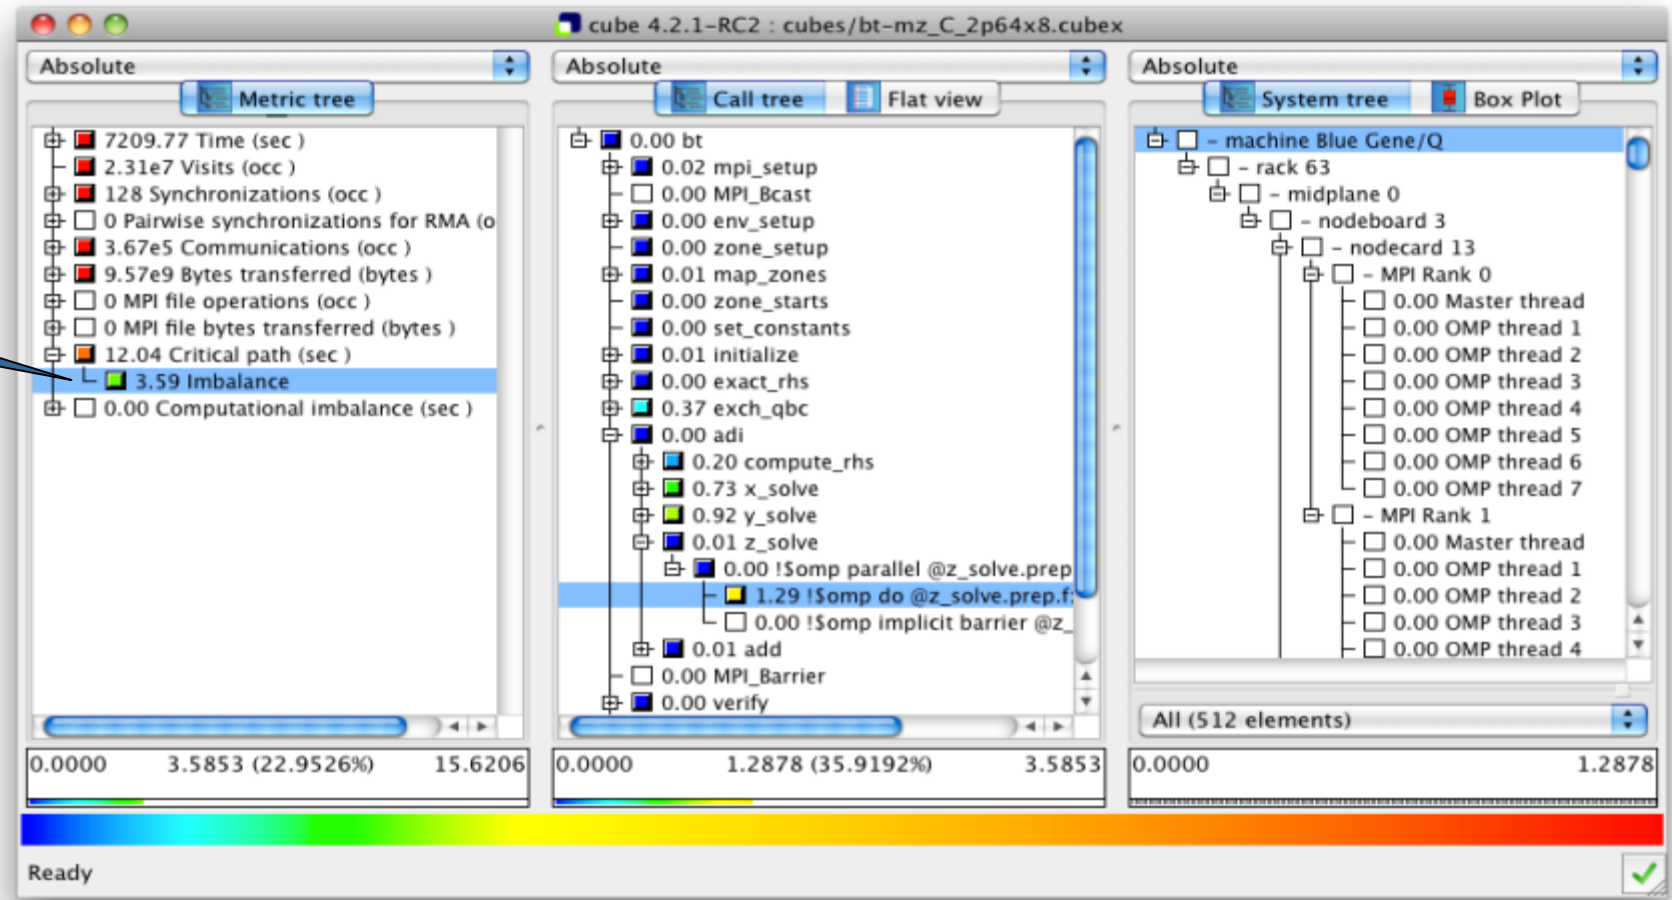 cube 4.2.1-RC2 : cubes/bt-mz_C_2p64x8.cubex
Absolute
Metric tree
7209.77 Time (sec )
2.31e7 Visits (occ )
128 Synchronizations (occ )
0 Pairwise synchronizations for RMA (o
3.67e5 Communications (occ )
9.57e9 Bytes transferred (bytes )
0 MPI file operations (occ )
0 MPI file bytes transferred (bytes )
12.04 Critical path (sec )
3.59 Imbalance
0.00 Computational imbalance (sec )
0.0000 3.5853 (22.9526%) 15.6206
Absolute
Call tree Flat view
0.00 bt
0.02 mpi_setup
0.00 MPI_Bcast
0.00 env_setup
0.00 zone_setup
0.01 map_zones
0.00 zone_starts
0.00 set_constants
0.01 initialize
0.00 exact_rhs
0.37 exch_qbc
0.00 adi
0.20 compute_rhs
0.73 x_solve
0.92 y_solve
0.01 z_solve
0.00 !$omp parallel @z_solve.prep
1.29 !$omp do @z_solve.prep.f:
0.00 !$omp implicit barrier @z_
0.01 add
0.00 MPI_Barrier
0.00 verify
0.0000 1.2878 (35.9192%) 3.5853
Absolute
System tree Box Plot
- machine Blue Gene/Q
- rack 63
- midplane 0
- nodeboard 3
- nodecard 13
- MPI Rank 0
0.00 Master thread
0.00 OMP thread 1
0.00 OMP thread 2
0.00 OMP thread 3
0.00 OMP thread 4
0.00 OMP thread 5
0.00 OMP thread 6
0.00 OMP thread 7
- MPI Rank 1
0.00 Master thread
0.00 OMP thread 1
0.00 OMP thread 2
0.00 OMP thread 3
0.00 OMP thread 4
All (512 elements)
0.0000 1.2878
Ready